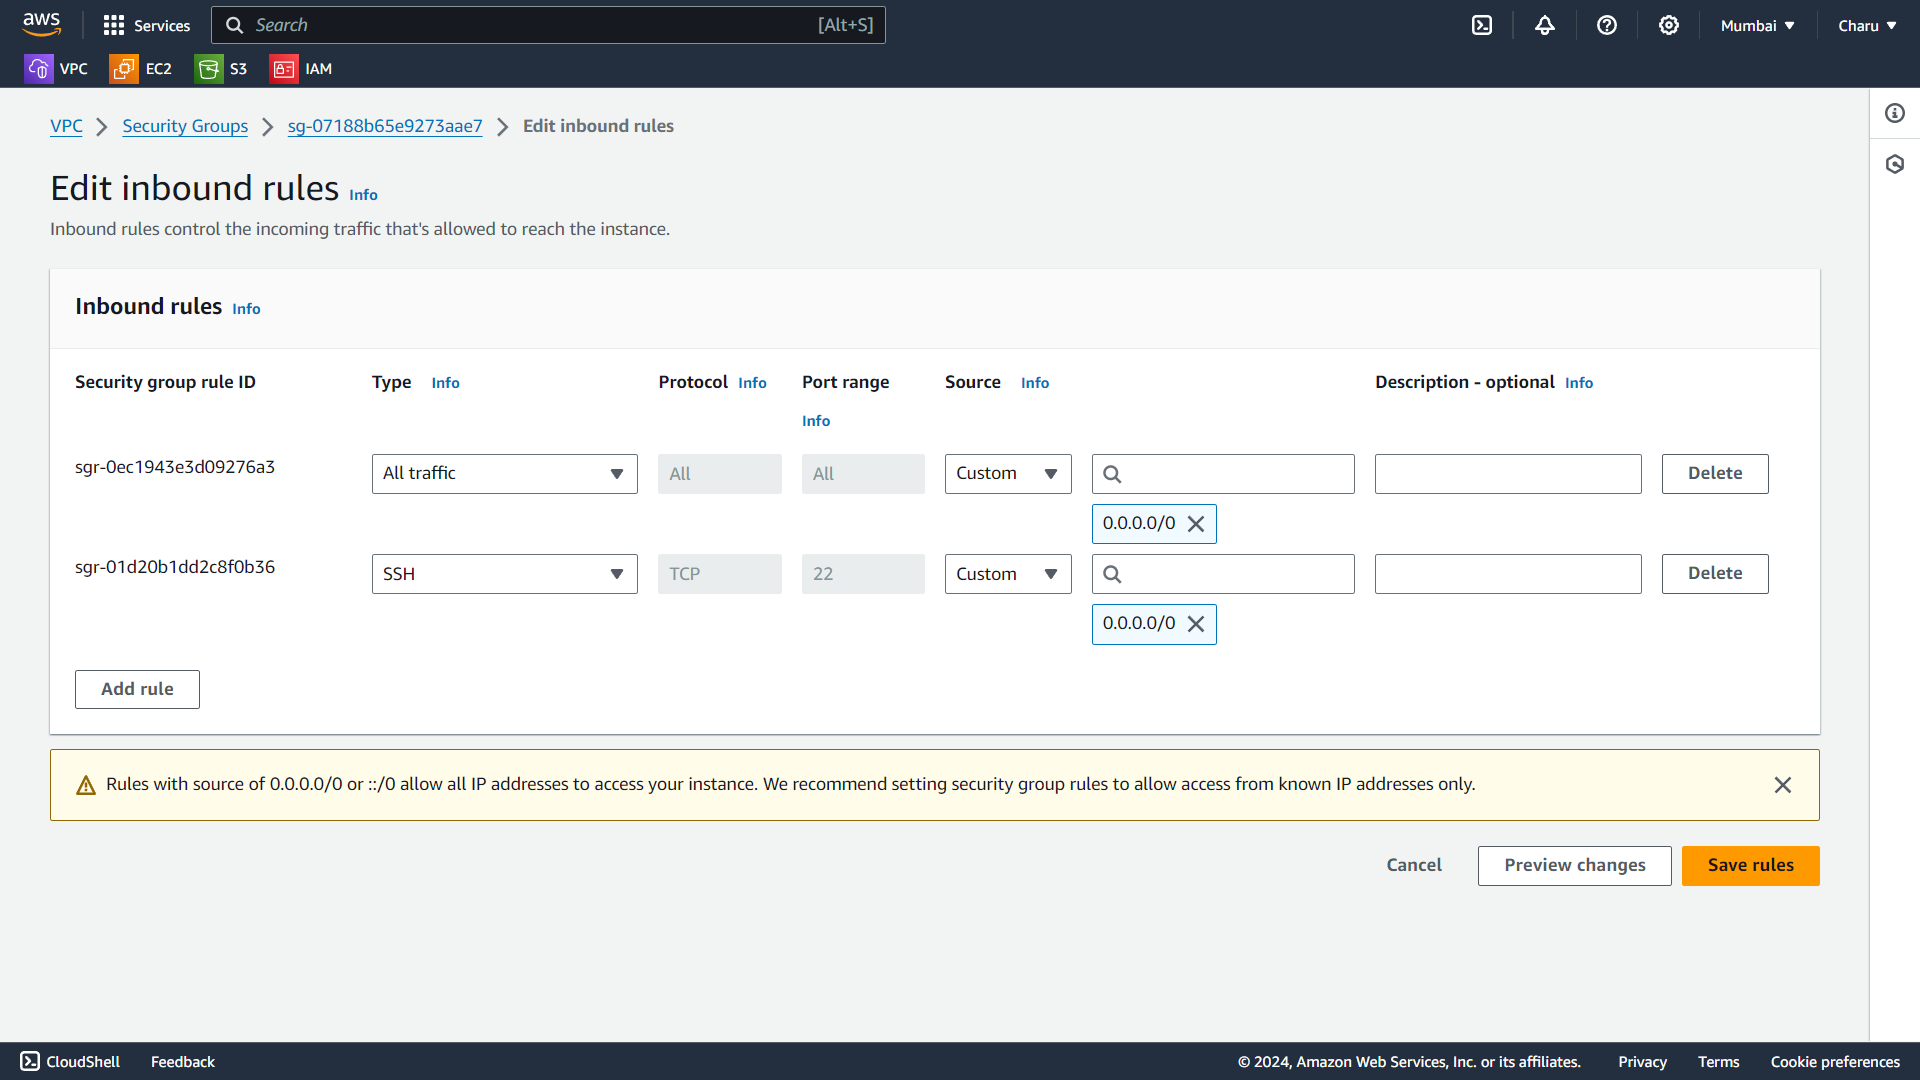 aws Services Search [Alt+S] Mumbai Charu
VPC EC2 S3 IAM
VPC Security Groups sg-07188b65e9273aae7 Edit inbound rules
Edit inbound rules Info
Inbound rules control the incoming traffic that's allowed to reach the instance.
Inbound rules Info
Security group rule ID Type Info Protocol Info Port range Source Info Description - optional Info
Info
sgr-0ec1943e3d09276a3 All traffic All All Custom Delete
0.0.0.0/0
sgr-01d20b1dd2c8f0b36 SSH TCP 22 Custom Delete
0.0.0.0/0
Add rule
Rules with source of 0.0.0.0/0 or ::/0 allow all IP addresses to access your instance. We recommend setting security group rules to allow access from known IP addresses only.
Cancel Preview changes Save rules
CloudShell Feedback © 2024, Amazon Web Services, Inc. or its affiliates. Privacy Terms Cookie preferences